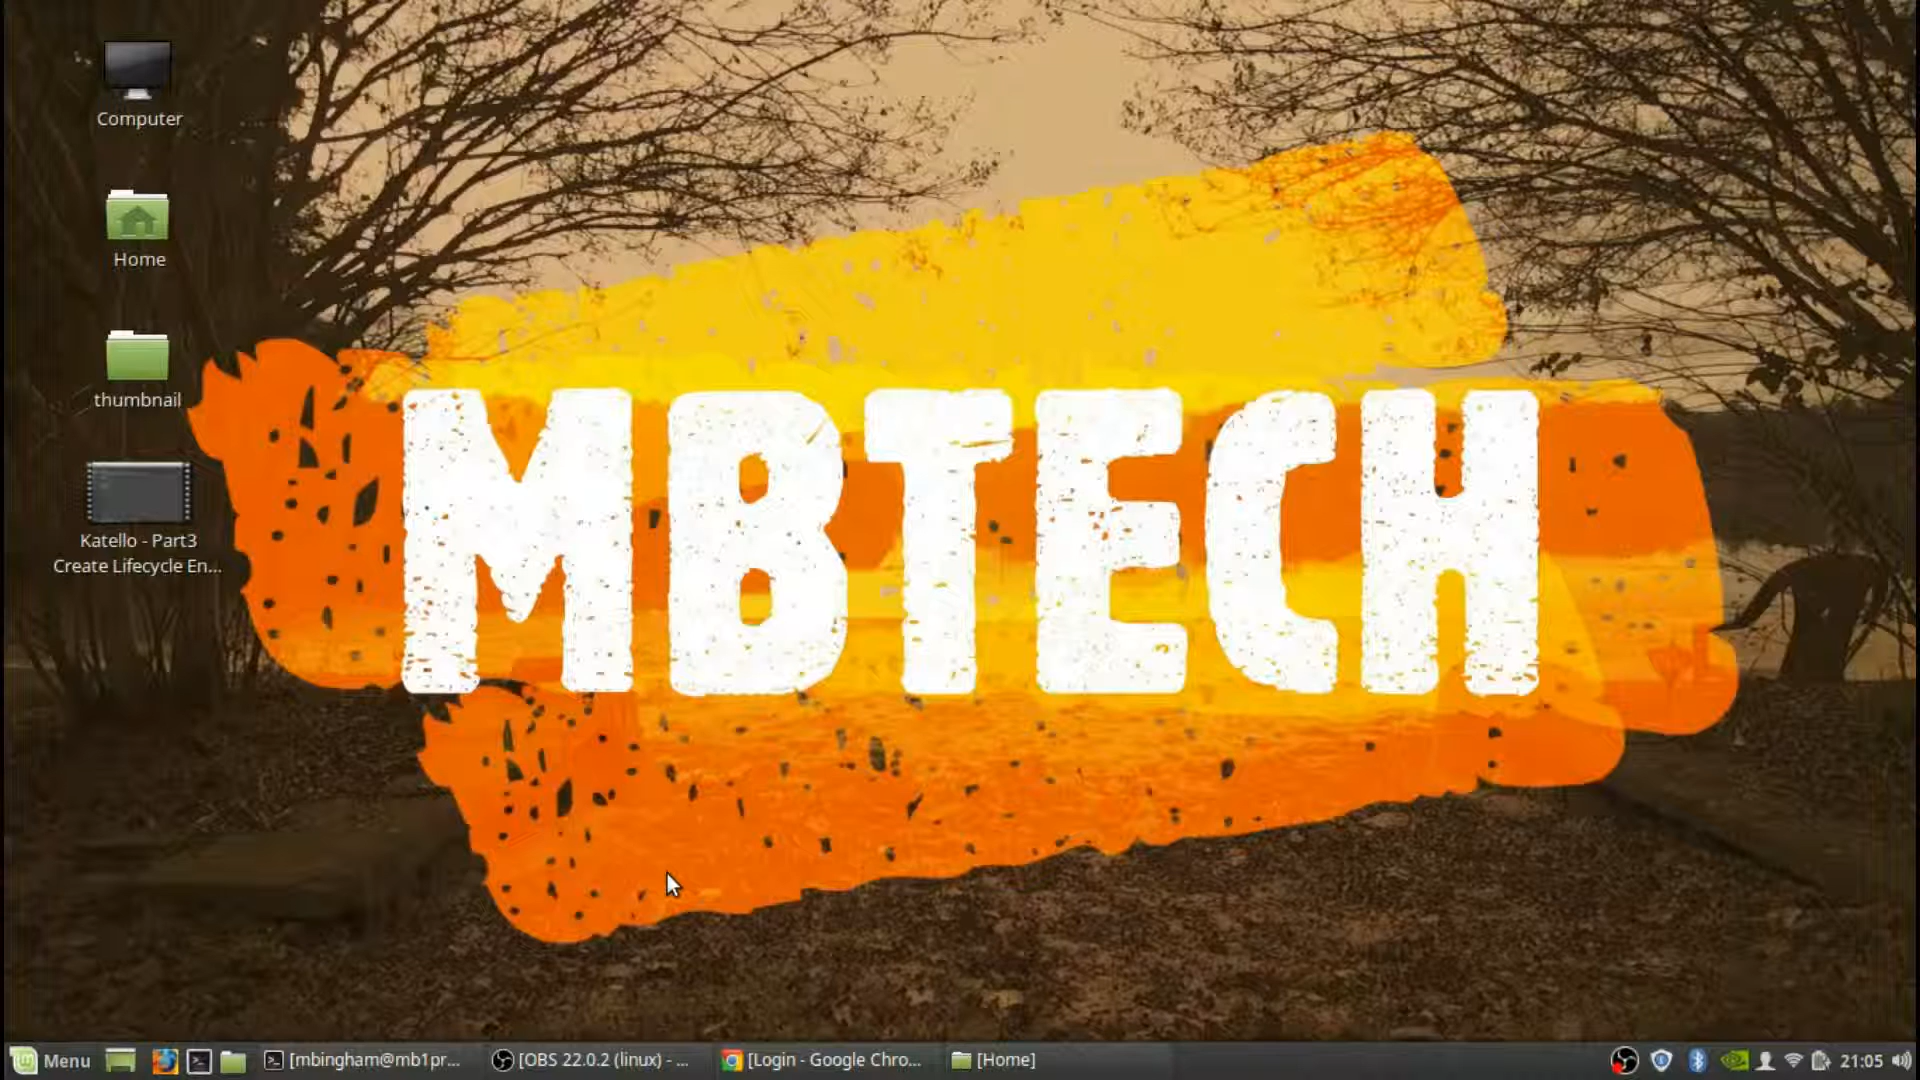 Computer
Home
thumbnail
Katello - Part3
Create Lifecycle En...
MBTECH
Menu
[mbingham@mb1pr...
[OBS 22.0.2 (linux) - ...
[Login - Google Chro...
[Home]
21:05